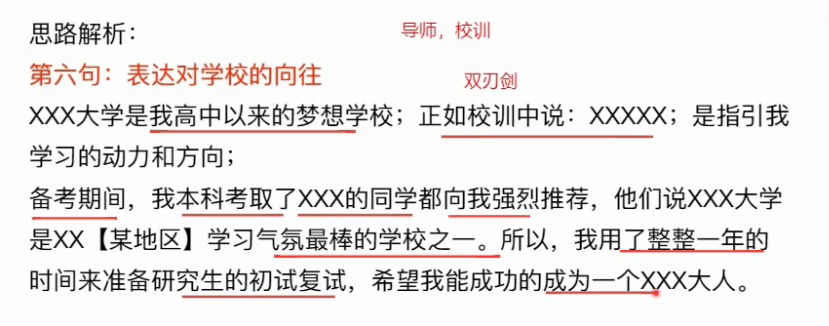 思路解析：
导师，校训
第六句：表达对学校的向往
双刃剑
XXX大学是我高中以来的梦想学校；正如校训中说：XXXXX；是指引我
学习的动力和方向；
备考期间，我本科考取了XXX的同学都向我强烈推荐，他们说XXX大学
是XX【某地区】学习气氛最棒的学校之一。所以，我用了整整一年的
时间来准备研究生的初试复试，希望我能成功的成为一个XXX大人。